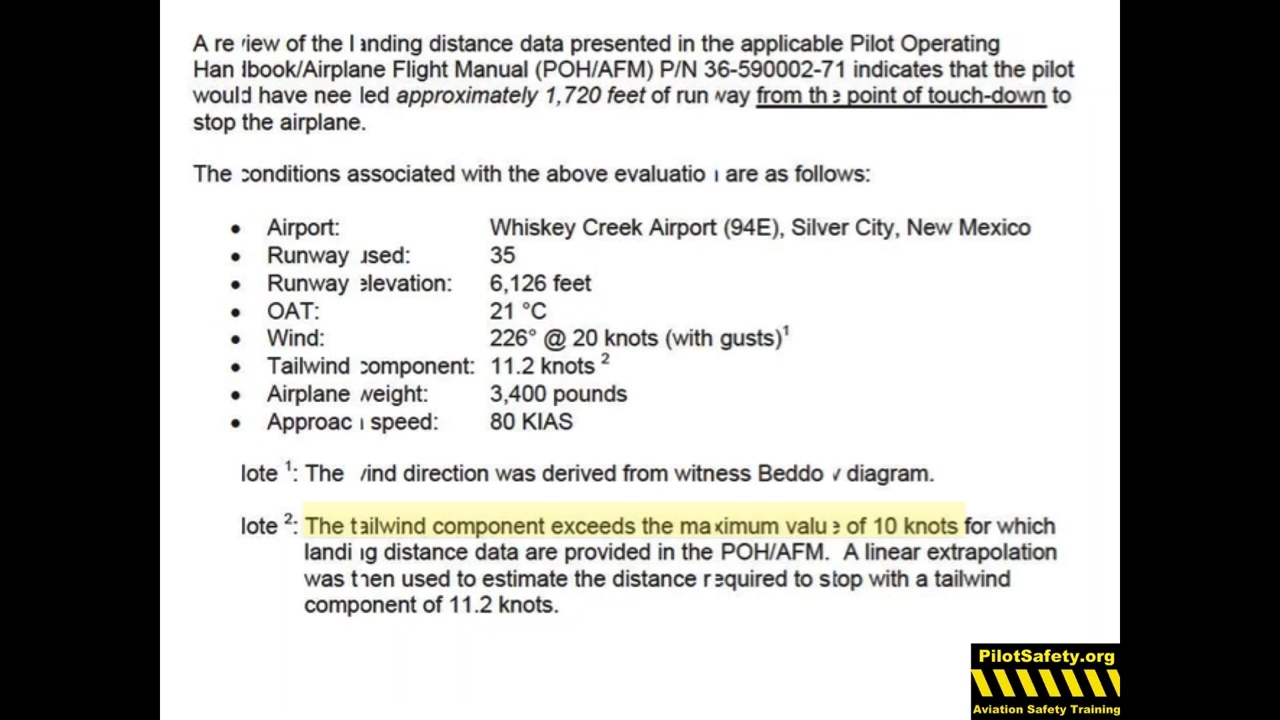 A review of the landing distance data presented in the applicable Pilot Operating
Handbook/Airplane Flight Manual (POH/AFM) P/N 36-590002-71 indicates that the pilot
would have needed approximately 1,720 feet of runway from the point of touch-down to
stop the airplane.
The conditions associated with the above evaluation are as follows:
• Airport: Whiskey Creek Airport (94E), Silver City, New Mexico
• Runway used: 35
• Runway elevation: 6,126 feet
• OAT: 21 °C
• Wind: 226° @ 20 knots (with gusts)¹
• Tailwind component: 11.2 knots ²
• Airplane weight: 3,400 pounds
• Approach speed: 80 KIAS
Note ¹: The wind direction was derived from witness Beddow diagram.
Note ²: The tailwind component exceeds the maximum value of 10 knots for which
landing distance data are provided in the POH/AFM. A linear extrapolation
was then used to estimate the distance required to stop with a tailwind
component of 11.2 knots.
PilotSafety.org
Aviation Safety Training